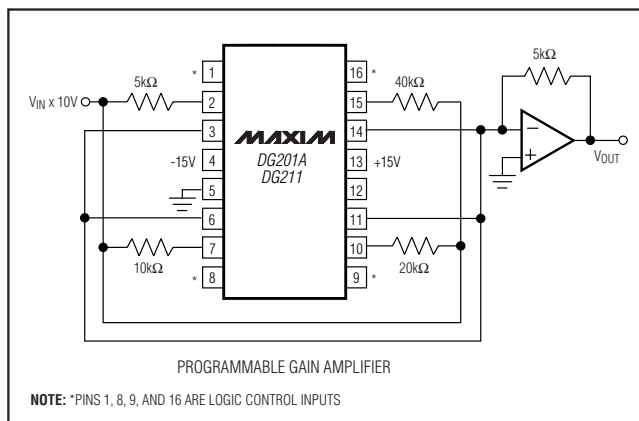 VIN x 10V
5kΩ
* 1
2
3
-15V 4
5
6
7
10kΩ
* 8
MAXIM
DG201A
DG211
16 *
15
40kΩ
14
13 +15V
12
11
10
20kΩ
9 *
5kΩ
−
+
VOUT
PROGRAMMABLE GAIN AMPLIFIER
NOTE: *PINS 1, 8, 9, AND 16 ARE LOGIC CONTROL INPUTS